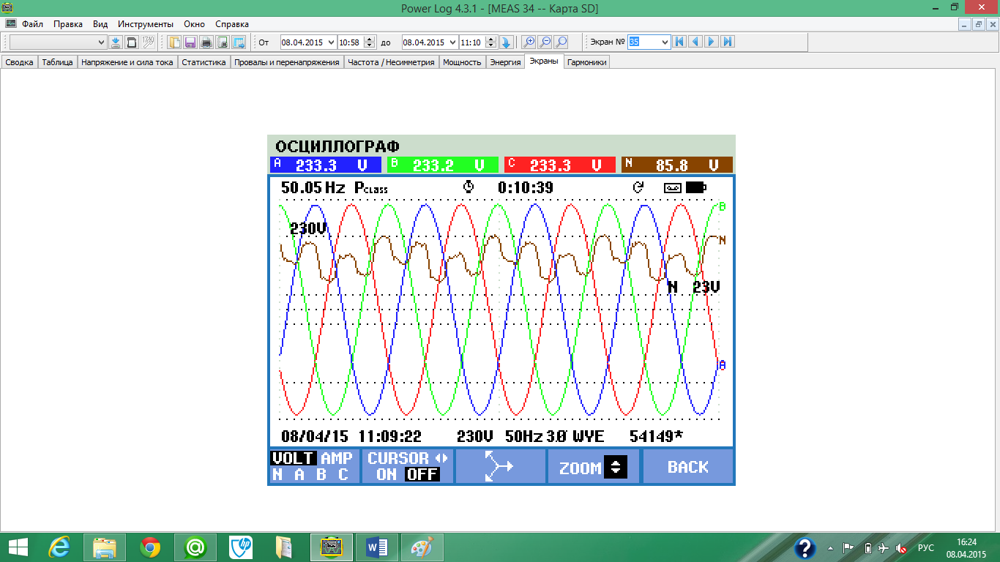 Power Log 4.3.1 - [MEAS 34 -- Карта SD]
Файл Правка Вид Инструменты Окно Справка
От 08.04.2015 10:58 до 08.04.2015 11:10 Экран № 35
Сводка Таблица Напряжение и сила тока Статистика Провалы и перенапряжения Частота / Несимметрия Мощность Энергия Экраны Гармоники
ОСЦИЛЛОГРАФ
A 233.3 V B 233.2 V C 233.3 V N 85.8 V
50.05 Hz PCLASS 0:10:39
B
230V
N
N 23V
A
08/04/15 11:09:22 230V 50Hz 3Ø WYE 54149*
VOLT AMP CURSOR ZOOM BACK
N A B C ON OFF
hp W ? РУС 16:24
08.04.2015